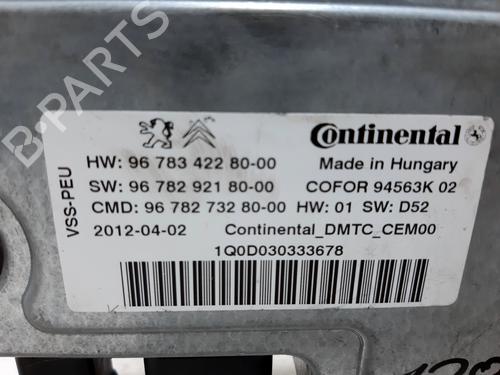 Continental
HW: 96 783 422 80-00 Made in Hungary
SW: 96 782 921 80-00 COFOR 94563K 02
CMD: 96 782 732 80-00 HW: 01 SW: D52
2012-04-02 Continental_DMTC_CEM00
1Q0D030333678
VSS-PEU
B-PARTS